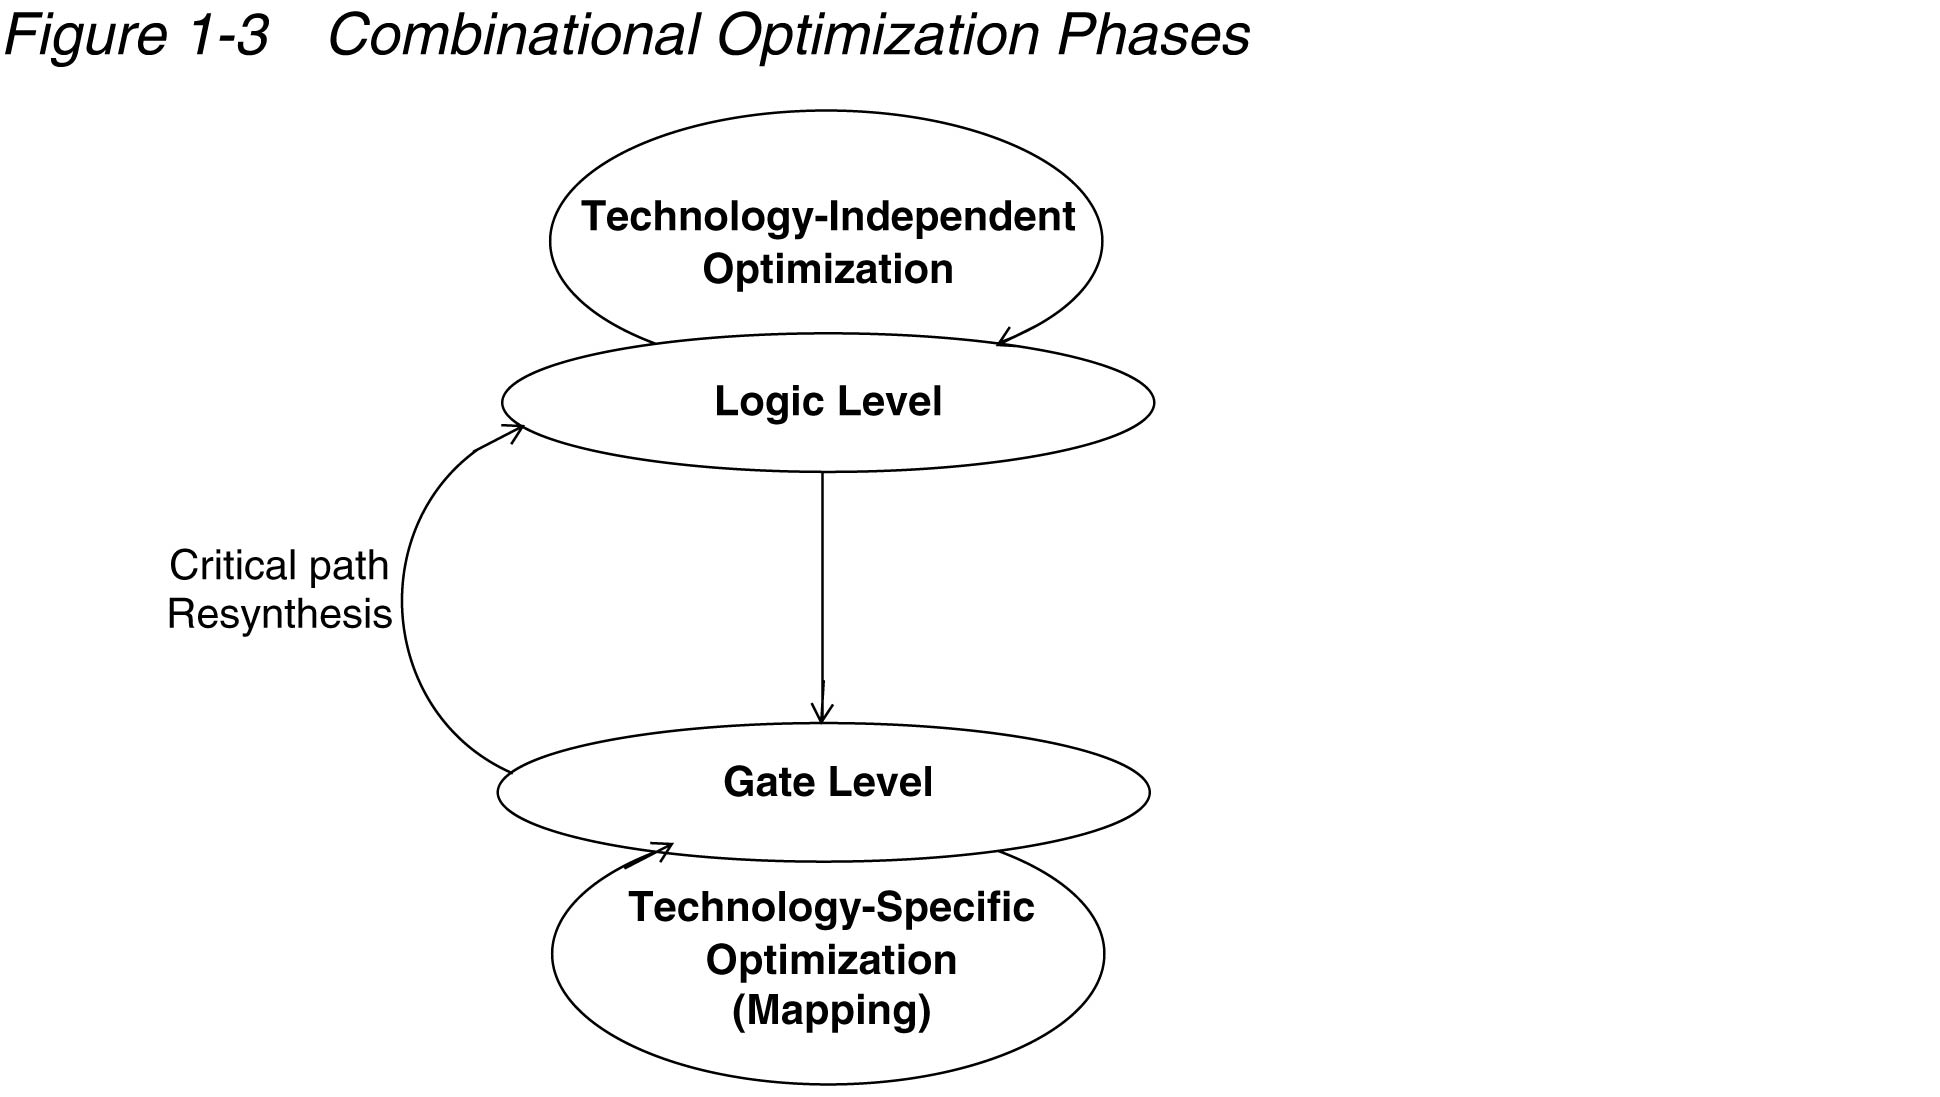 Figure 1-3 Combinational Optimization Phases
Technology-Independent
Optimization
Logic Level
Critical path
Resynthesis
Gate Level
Technology-Specific
Optimization
(Mapping)